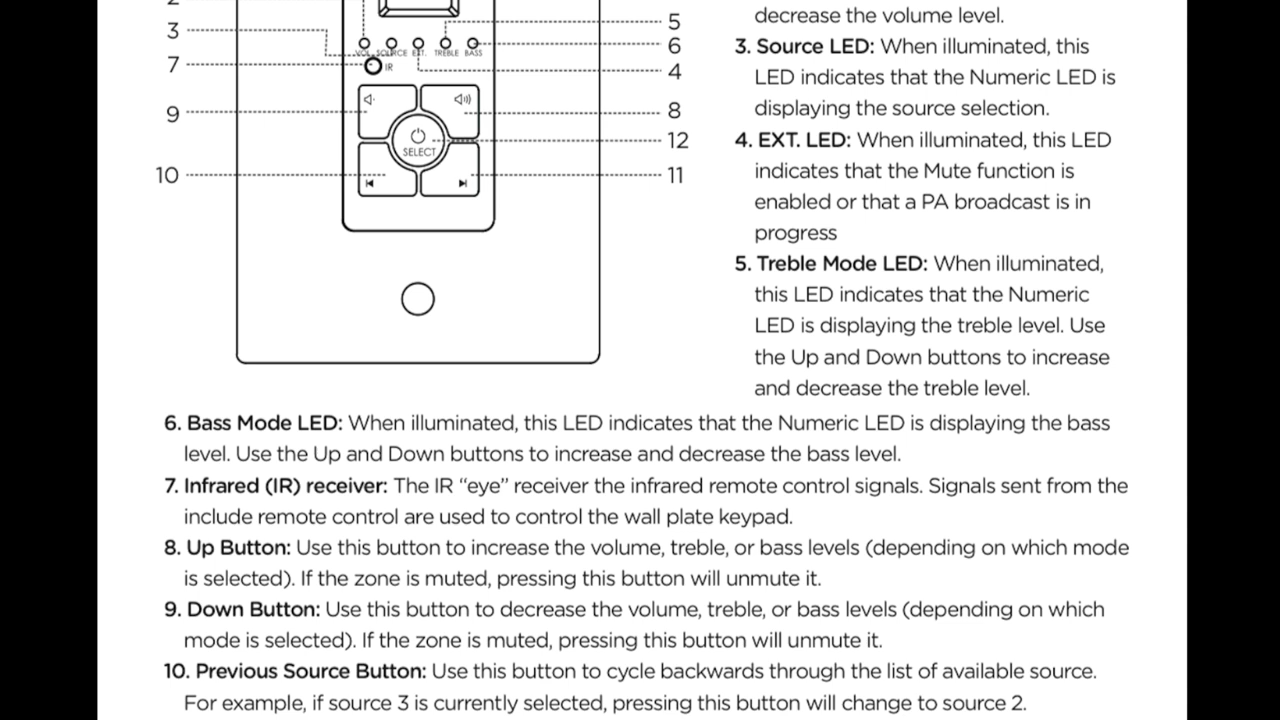 2
3
7
9
10
VOL. SOURCE EXT. TREBLE BASS
IR
SELECT
5
6
4
8
12
11
decrease the volume level.
3. Source LED: When illuminated, this
LED indicates that the Numeric LED is
displaying the source selection.
4. EXT. LED: When illuminated, this LED
indicates that the Mute function is
enabled or that a PA broadcast is in
progress
5. Treble Mode LED: When illuminated,
this LED indicates that the Numeric
LED is displaying the treble level. Use
the Up and Down buttons to increase
and decrease the treble level.
6. Bass Mode LED: When illuminated, this LED indicates that the Numeric LED is displaying the bass
level. Use the Up and Down buttons to increase and decrease the bass level.
7. Infrared (IR) receiver: The IR “eye” receiver the infrared remote control signals. Signals sent from the
include remote control are used to control the wall plate keypad.
8. Up Button: Use this button to increase the volume, treble, or bass levels (depending on which mode
is selected). If the zone is muted, pressing this button will unmute it.
9. Down Button: Use this button to decrease the volume, treble, or bass levels (depending on which
mode is selected). If the zone is muted, pressing this button will unmute it.
10. Previous Source Button: Use this button to cycle backwards through the list of available source.
For example, if source 3 is currently selected, pressing this button will change to source 2.